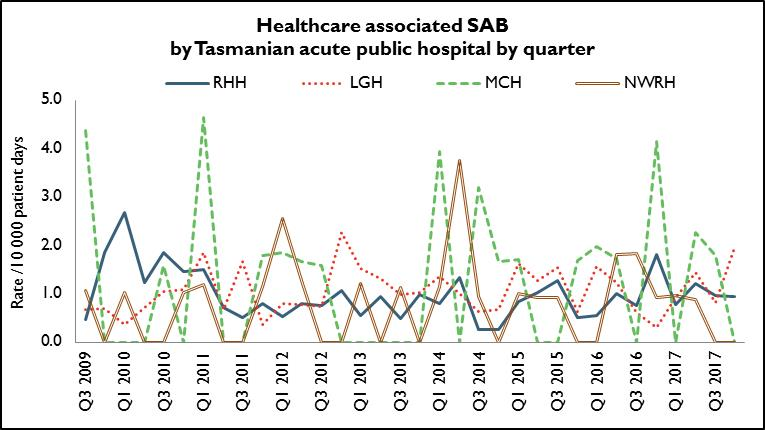 Healthcare associated SAB
by Tasmanian acute public hospital by quarter
RHH LGH MCH NWRH
Rate /10 000 patient days
5.0
4.0
3.0
2.0
1.0
0.0
Q3 2009
Q1 2010
Q3 2010
Q1 2011
Q3 2011
Q1 2012
Q3 2012
Q1 2013
Q3 2013
Q1 2014
Q3 2014
Q1 2015
Q3 2015
Q1 2016
Q3 2016
Q1 2017
Q3 2017